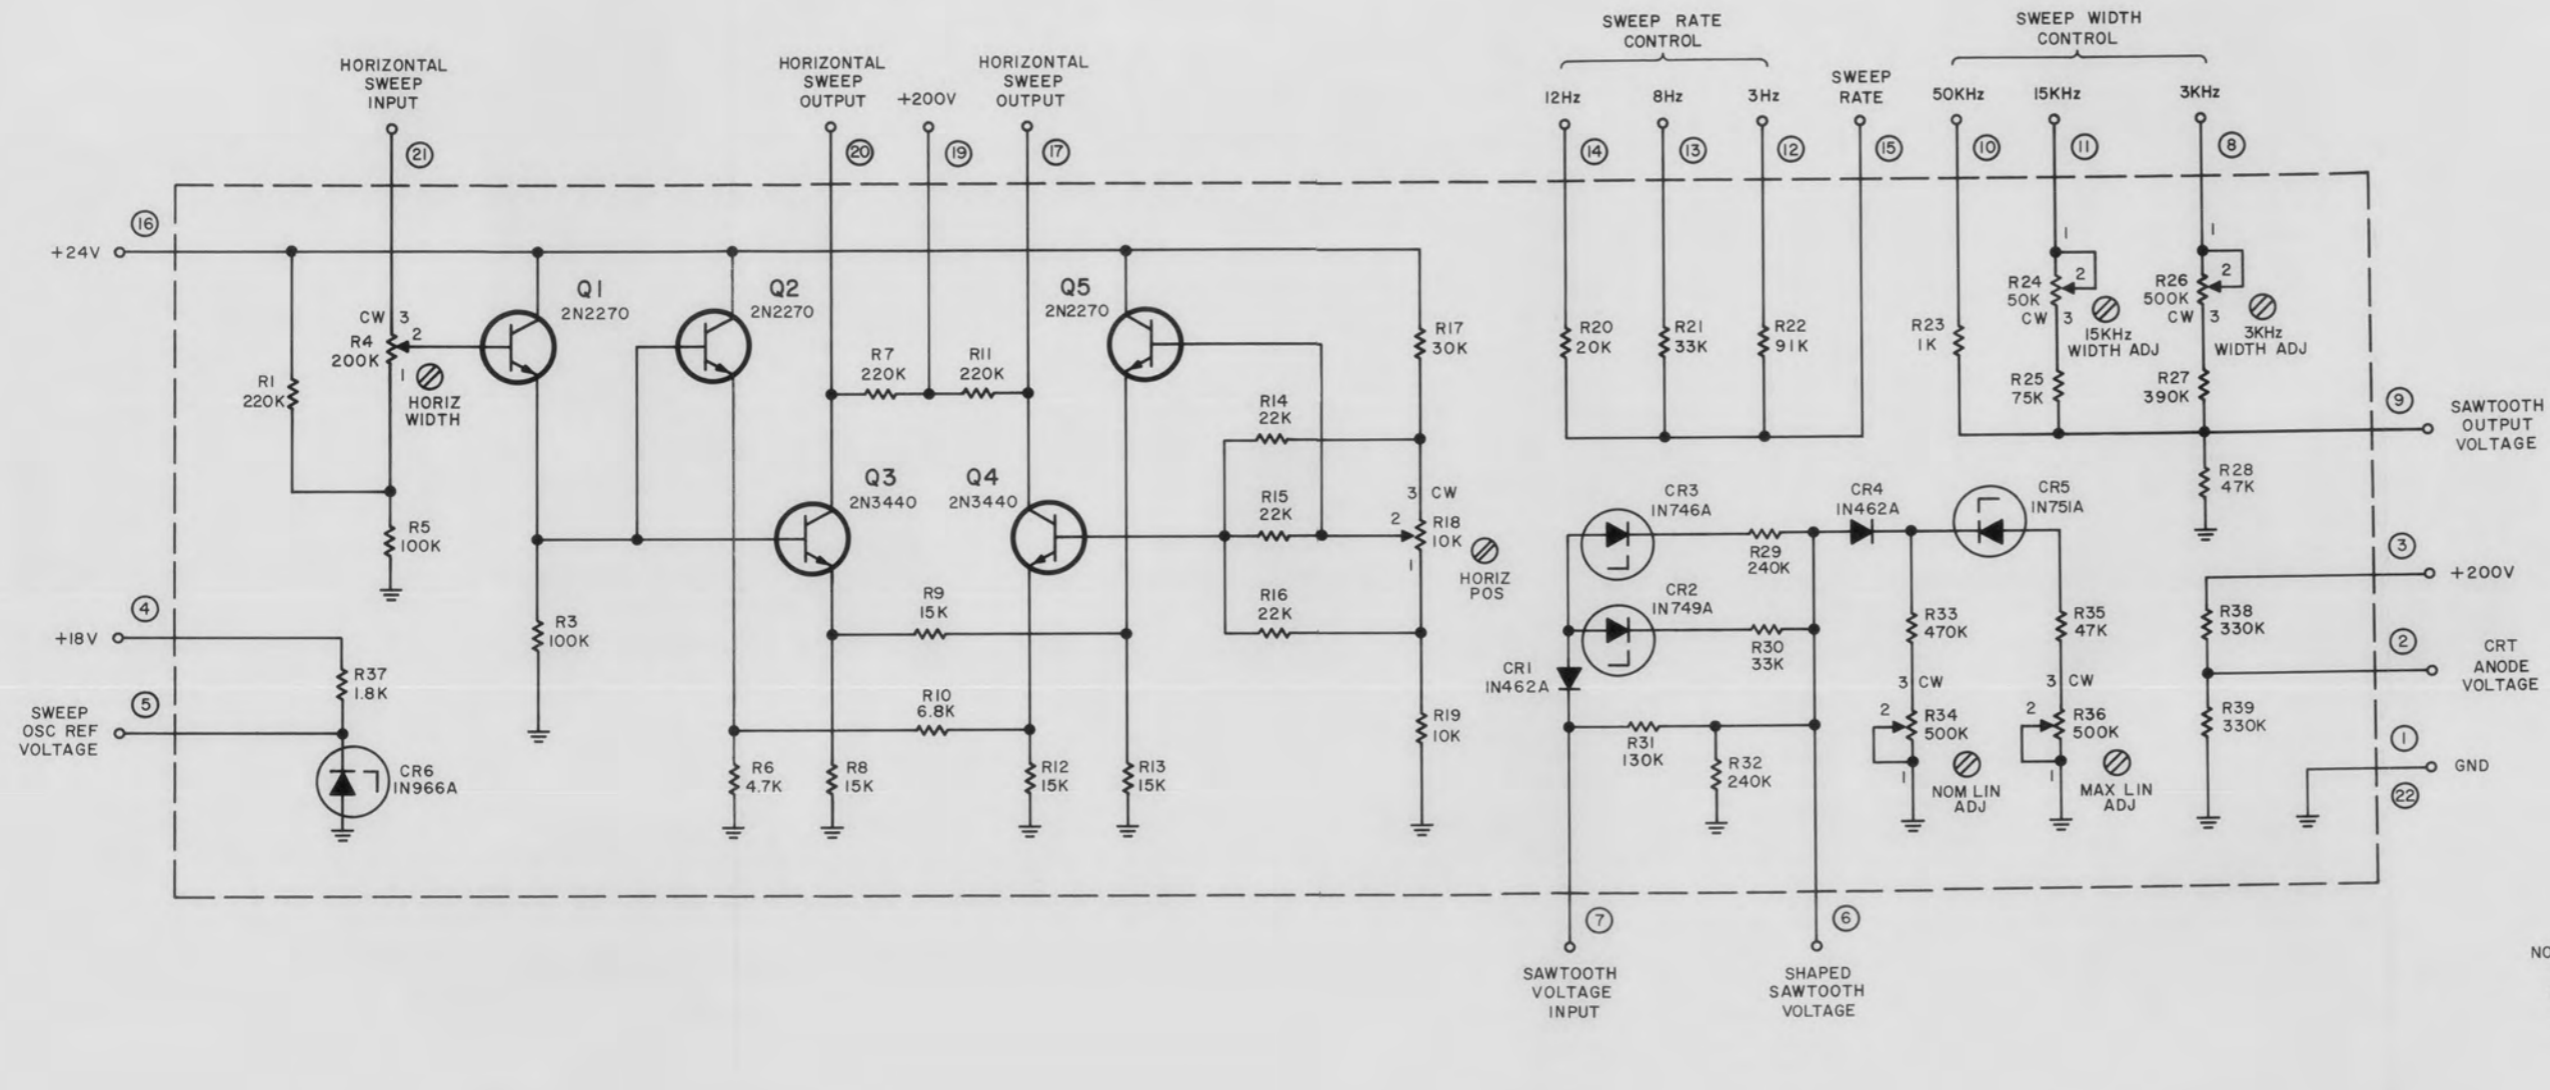 SWEEP RATE
CONTROL
SWEEP WIDTH
CONTROL
HORIZONTAL
SWEEP
INPUT
HORIZONTAL
SWEEP
OUTPUT
+200V
HORIZONTAL
SWEEP
OUTPUT
12Hz
8Hz
3Hz
SWEEP
RATE
50KHz
15KHz
3KHz
21
20
19
17
14
13
12
15
10
11
8
16
+24V
Q1
2N2270
Q2
2N2270
Q5
2N2270
CW 3
R4
200K
2
1
HORIZ
WIDTH
R1
220K
R5
100K
R7
220K
R11
220K
R14
22K
R17
30K
R20
20K
R21
33K
R22
91K
R23
1K
1
R24
50K
CW 3
2
15KHz
WIDTH ADJ
R25
75K
1
R26
500K
CW 3
2
3KHz
WIDTH ADJ
R27
390K
9
SAWTOOTH
OUTPUT
VOLTAGE
R28
47K
Q3
2N3440
Q4
2N3440
R15
22K
3 CW
2
R18
10K
1
HORIZ
POS
R16
22K
CR3
IN746A
CR4
IN462A
CR5
IN751A
R29
240K
CR2
IN749A
R30
33K
CR1
IN462A
R33
470K
R35
47K
3
+200V
R38
330K
2
CRT
ANODE
VOLTAGE
R39
330K
1
GND
22
4
+18V
R37
1.8K
5
SWEEP
OSC REF
VOLTAGE
CR6
IN966A
R3
100K
R9
15K
R10
6.8K
R6
4.7K
R8
15K
R12
15K
R13
15K
R19
10K
R31
130K
R32
240K
3 CW
2
R34
500K
1
NOM LIN
ADJ
3 CW
2
R36
500K
1
MAX LIN
ADJ
7
6
SAWTOOTH
VOLTAGE
INPUT
SHAPED
SAWTOOTH
VOLTAGE